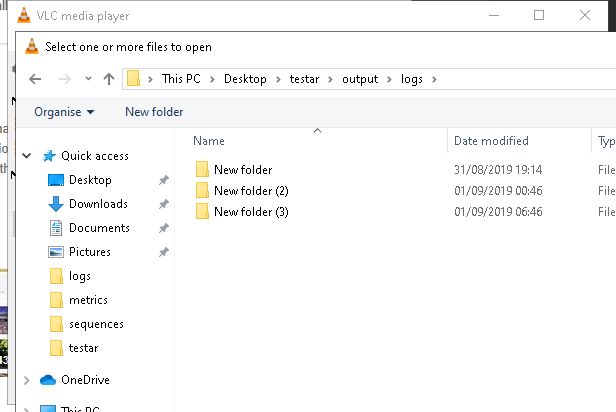 VLC media player
Select one or more files to open
This PC > Desktop > testar > output > logs >
Organise New folder
Name Date modified Typ
Quick access
Desktop
Downloads
Documents
Pictures
logs
metrics
sequences
testar
OneDrive
This PC
New folder 31/08/2019 19:14 File
New folder (2) 01/09/2019 00:46 File
New folder (3) 01/09/2019 06:46 File